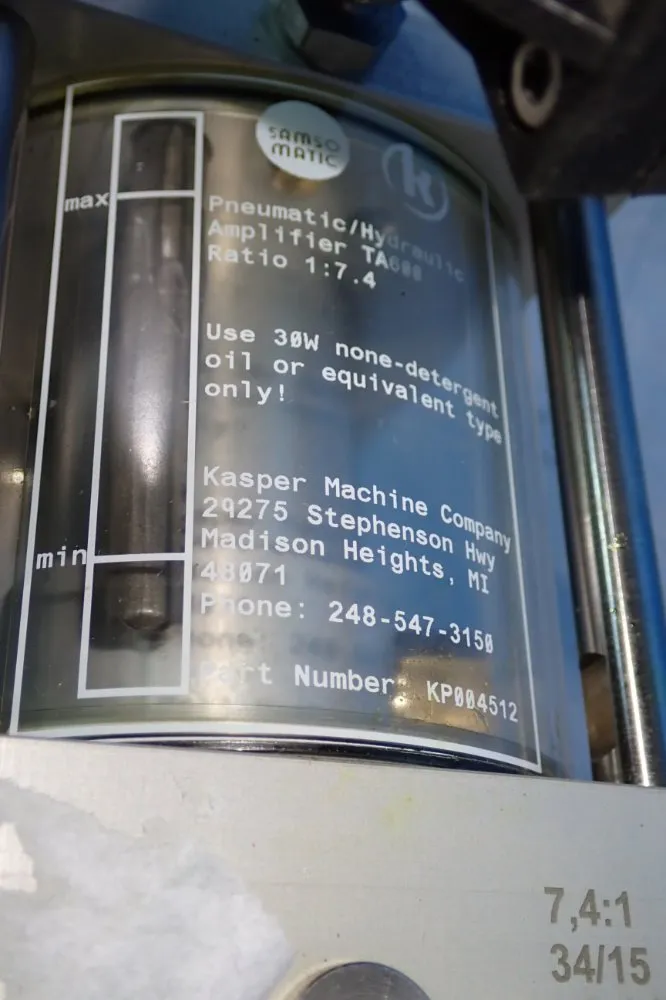 SAMSO
MATIC
k
max
Pneumatic/Hydraulic
Amplifier TA600
Ratio 1:7.4
Use 30W none-detergent
oil or equivalent type
only!
Kasper Machine Company
29275 Stephenson Hwy
Madison Heights, MI
48071
min
Phone: 248-547-3150
Part Number: KP004512
7,4:1
34/15